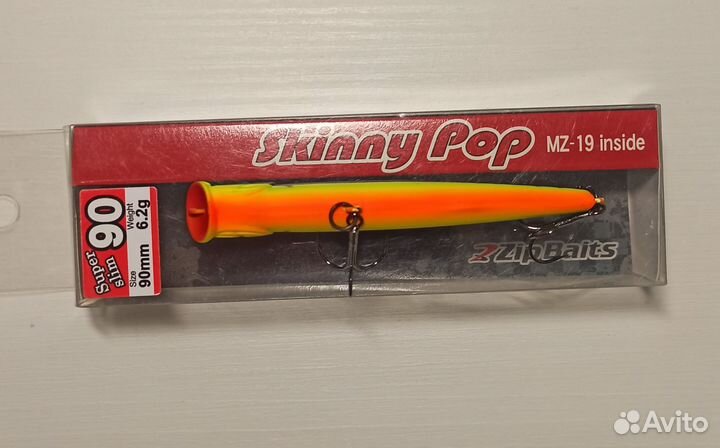 Skinny Pop MZ-19 inside
Super slim 90
Size 90mm
Weight 6.2g
ZipBaits
Avito